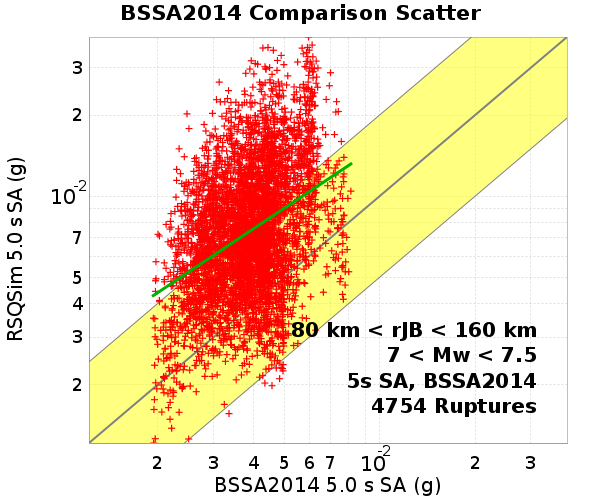 BSSA2014 Comparison Scatter
RSQSim 5.0 s SA (g)
3
2
10-2
7
5
4
3
2
80 km < rJB < 160 km
7 < Mw < 7.5
5s SA, BSSA2014
4754 Ruptures
2 3 4 5 6 7 10-2 2 3
BSSA2014 5.0 s SA (g)